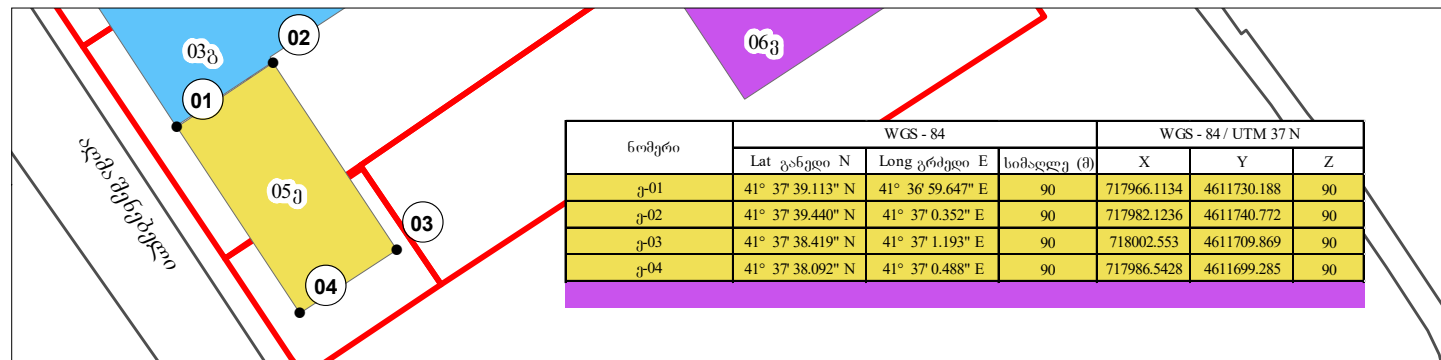 02
03გ
06ვ
01
აღმაშენებელი
05ე
03
04
ნომერი WGS - 84 WGS - 84 / UTM 37 N
Lat განედი N Long გრძედი E სიმაღლე (მ) X Y Z
ე-01 41° 37' 39.113" N 41° 36' 59.647" E 90 717966.1134 4611730.188 90
ე-02 41° 37' 39.440" N 41° 37' 0.352" E 90 717982.1236 4611740.772 90
ე-03 41° 37' 38.419" N 41° 37' 1.193" E 90 718002.553 4611709.869 90
ე-04 41° 37' 38.092" N 41° 37' 0.488" E 90 717986.5428 4611699.285 90